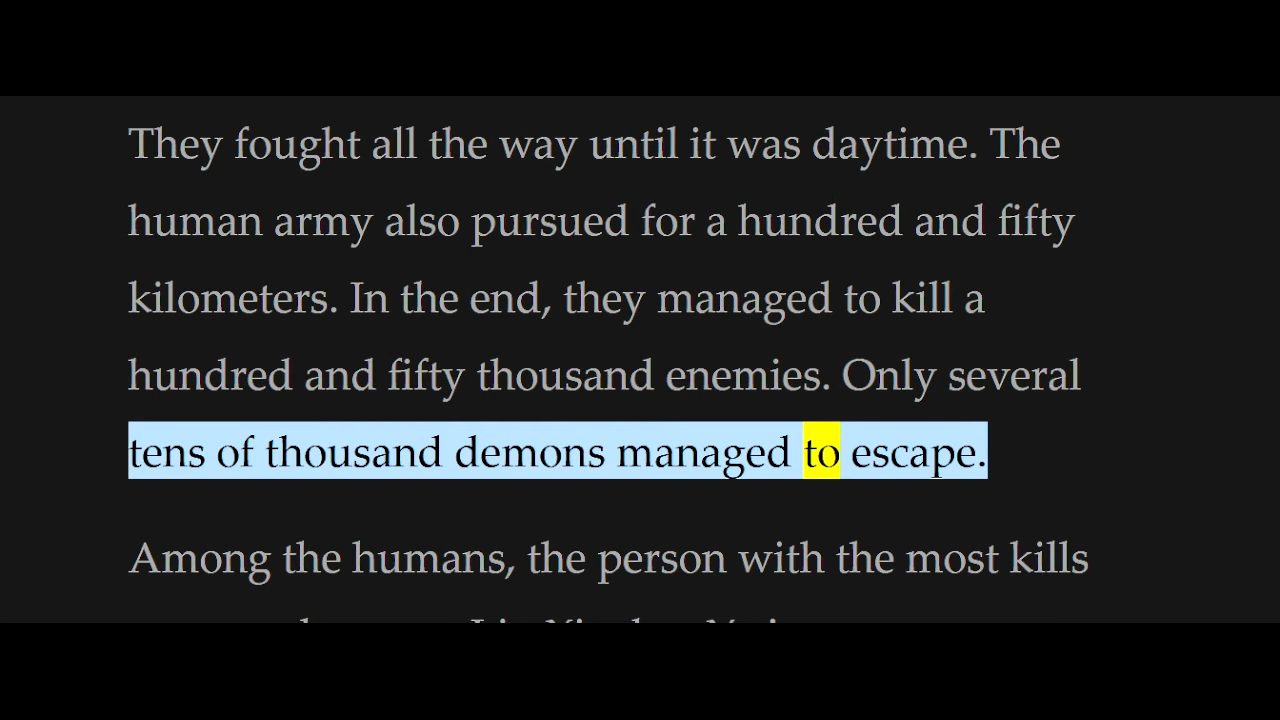 They fought all the way until it was daytime. The
human army also pursued for a hundred and fifty
kilometers. In the end, they managed to kill a
hundred and fifty thousand enemies. Only several
tens of thousand demons managed to escape.
Among the humans, the person with the most kills